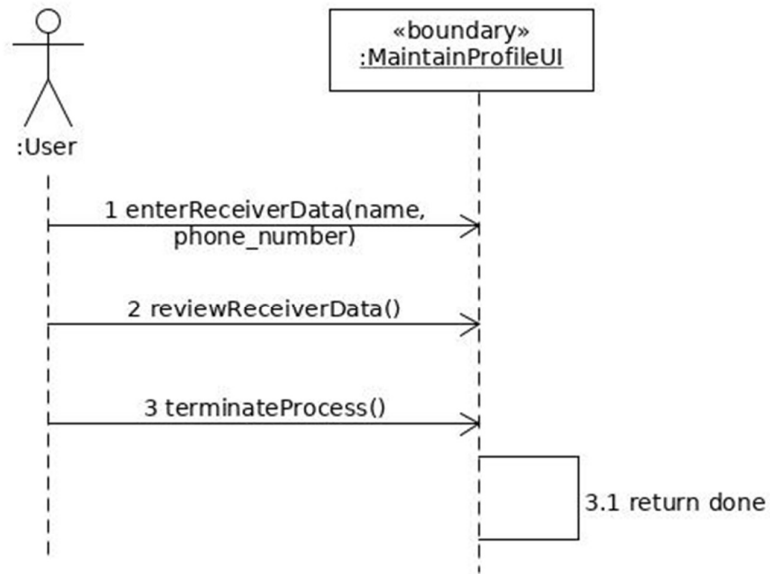 «boundary»
:MaintainProfileUI
:User
1 enterReceiverData(name,
phone_number)
2 reviewReceiverData()
3 terminateProcess()
3.1 return done